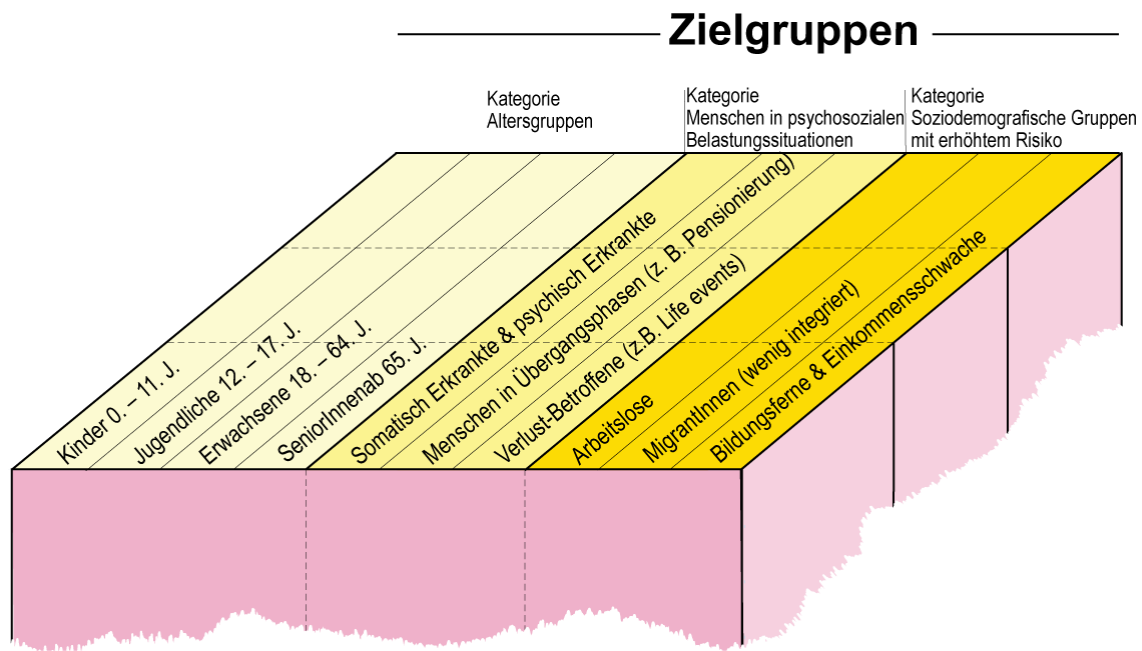 Zielgruppen
Kategorie
Altersgruppen
Kategorie
Menschen in psychosozialen
Belastungssituationen
Kategorie
Soziodemografische Gruppen
mit erhöhtem Risiko
Kinder 0. – 11. J.
Jugendliche 12. – 17. J.
Erwachsene 18. – 64. J.
SeniorInnenab 65. J.
Somatisch Erkrankte & psychisch Erkrankte
Menschen in Übergangsphasen (z. B. Pensionierung)
Verlust-Betroffene (z.B. Life events)
Arbeitslose
MigrantInnen (wenig integriert)
Bildungsferne & Einkommensschwache